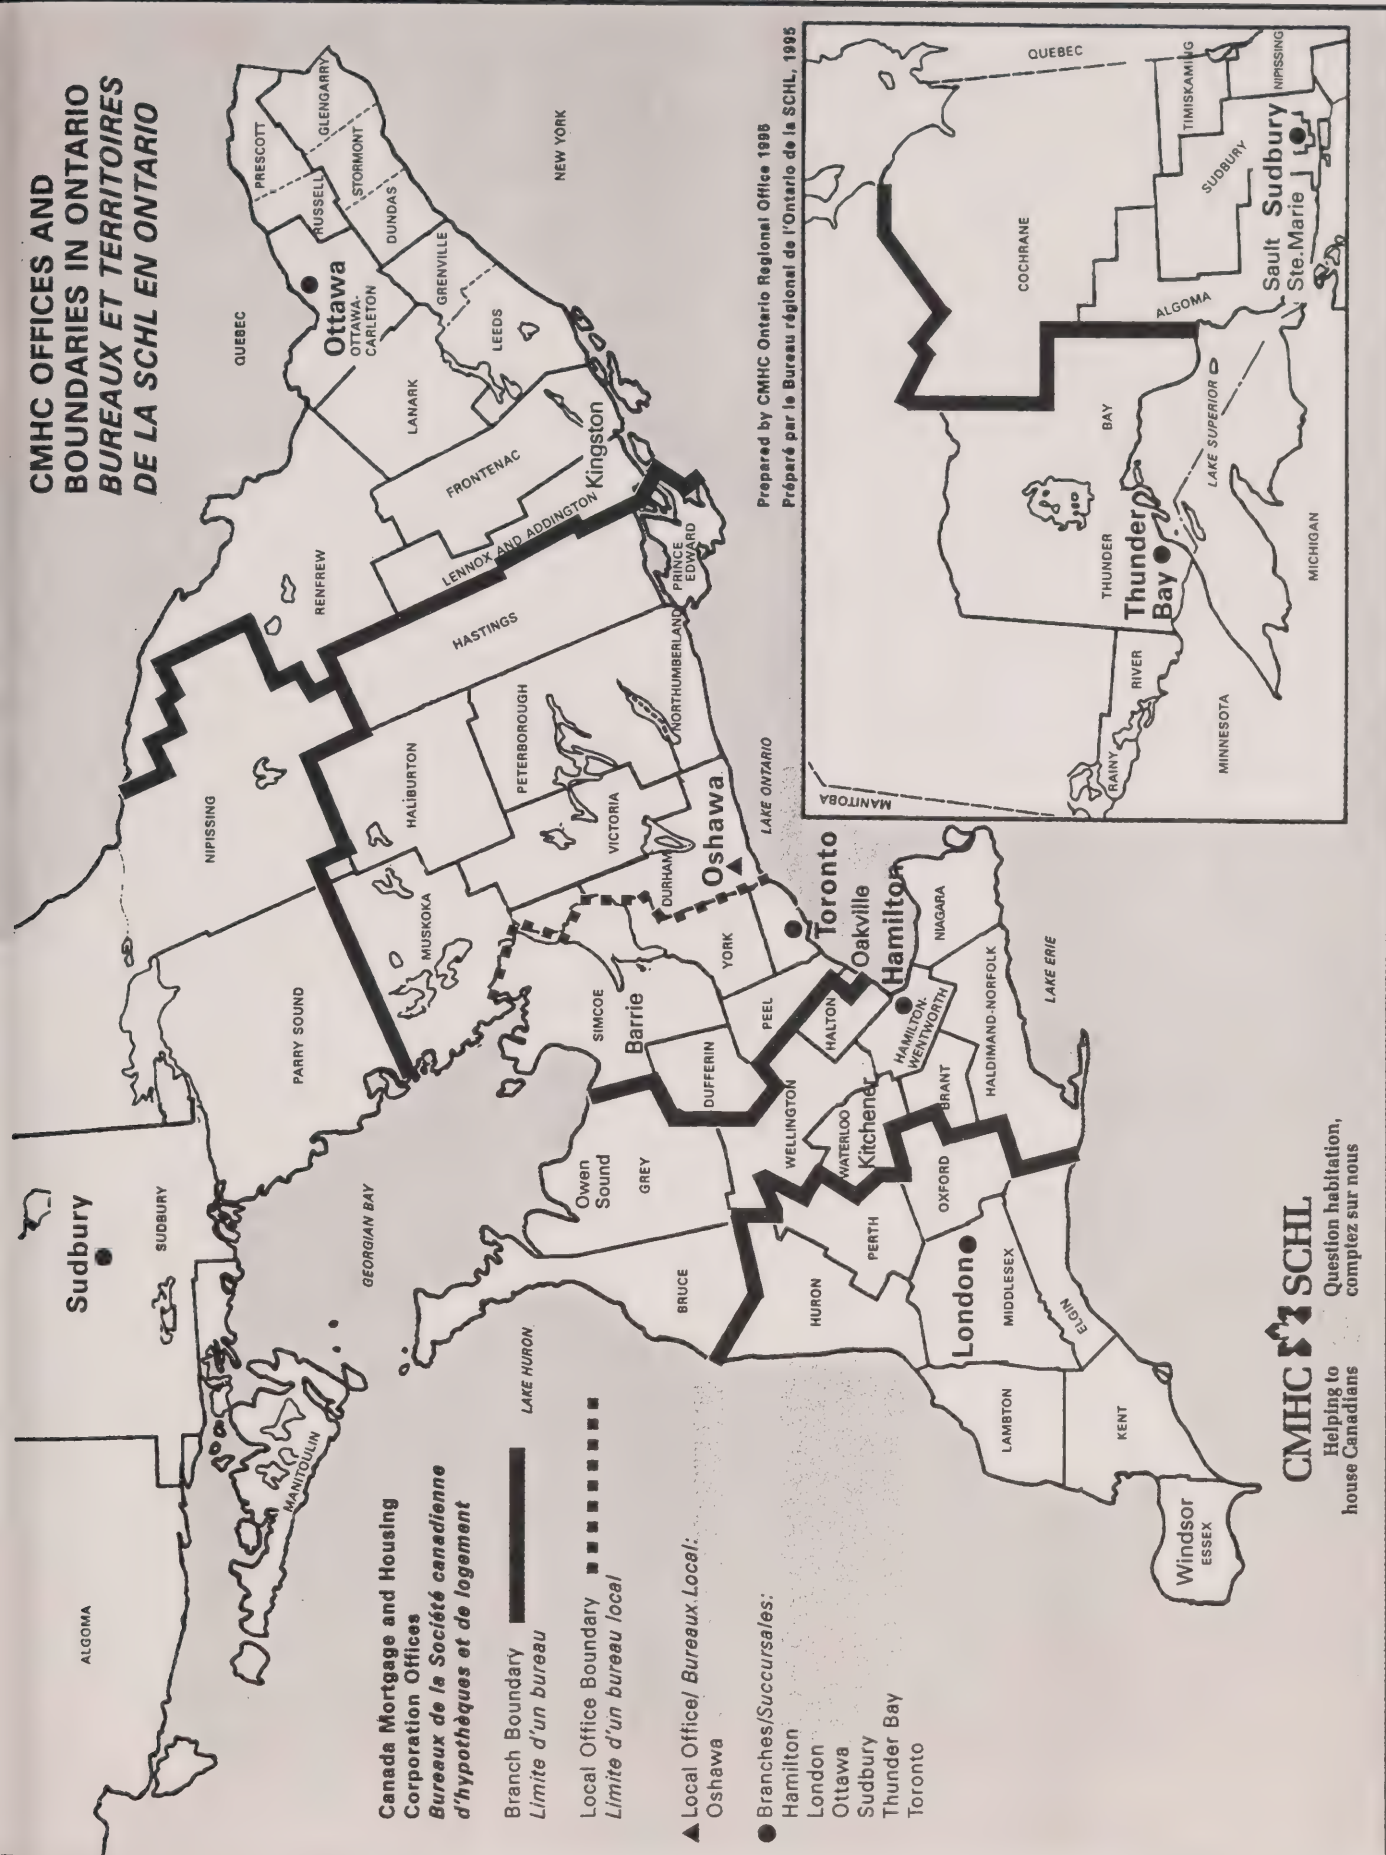 CMHC OFFICES AND
BOUNDARIES IN ONTARIO
BUREAUX ET TERRITOIRES
DE LA SCHL EN ONTARIO
Sudbury
SUDBURY
ALGOMA
MANITOULIN
PARRY SOUND
NIPISSING
GEORGIAN BAY
LAKE HURON
QUEBEC
RENFREW
Ottawa
OTTAWA-
CARLETON
PRESCOTT
RUSSELL
GLENGARRY
STORMONT
DUNDAS
GRENVILLE
LEEDS
LANARK
FRONTENAC
LENNOX AND ADDINGTON
Kingston
NEW YORK
HASTINGS
PRINCE
EDWARD
NORTHUMBERLAND
PETERBOROUGH
HALIBURTON
VICTORIA
MUSKOKA
DURHAM
Oshawa
LAKE ONTARIO
SIMCOE
Barrie
YORK
Toronto
PEEL
DUFFERIN
HALTON
Oakville
Hamilton
HAMILTON-
WENTWORTH
NIAGARA
HALDIMAND-NORFOLK
LAKE ERIE
BRANT
WELLINGTON
WATERLOO
Kitchener
Owen
Sound
GREY
BRUCE
HURON
PERTH
OXFORD
London
MIDDLESEX
ELGIN
LAMBTON
KENT
Windsor
ESSEX
Canada Mortgage and Housing
Corporation Offices
Bureaux de la Société canadienne
d'hypothèques et de logement
Branch Boundary
Limite d'un bureau
Local Office Boundary
Limite d'un bureau local
Local Office/ Bureaux Local:
Oshawa
Branches/Succursales:
Hamilton
London
Ottawa
Sudbury
Thunder Bay
Toronto
Prepared by CMHC Ontario Regional Office 1995
Préparé par le Bureau régional de l'Ontario de la SCHL, 1995
MANITOBA
QUEBEC
COCHRANE
TIMISKAMING
NIPISSING
SUDBURY
Sudbury
Sault
Ste.Marie
ALGOMA
THUNDER
BAY
Thunder
Bay
LAKE SUPERIOR
RAINY
RIVER
MINNESOTA
MICHIGAN
CMHC SCHL
Helping to
house Canadians
Question habitation,
comptez sur nous